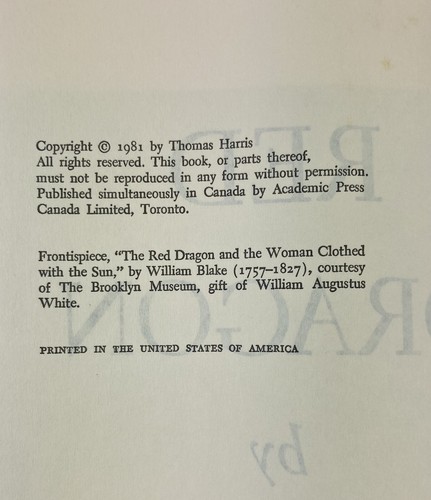 Copyright © 1981 by Thomas Harris
All rights reserved. This book, or parts thereof,
must not be reproduced in any form without permission.
Published simultaneously in Canada by Academic Press
Canada Limited, Toronto.
Frontispiece, “The Red Dragon and the Woman Clothed
with the Sun,” by William Blake (1757–1827), courtesy
of The Brooklyn Museum, gift of William Augustus
White.
PRINTED IN THE UNITED STATES OF AMERICA
RED
DRAGON
by